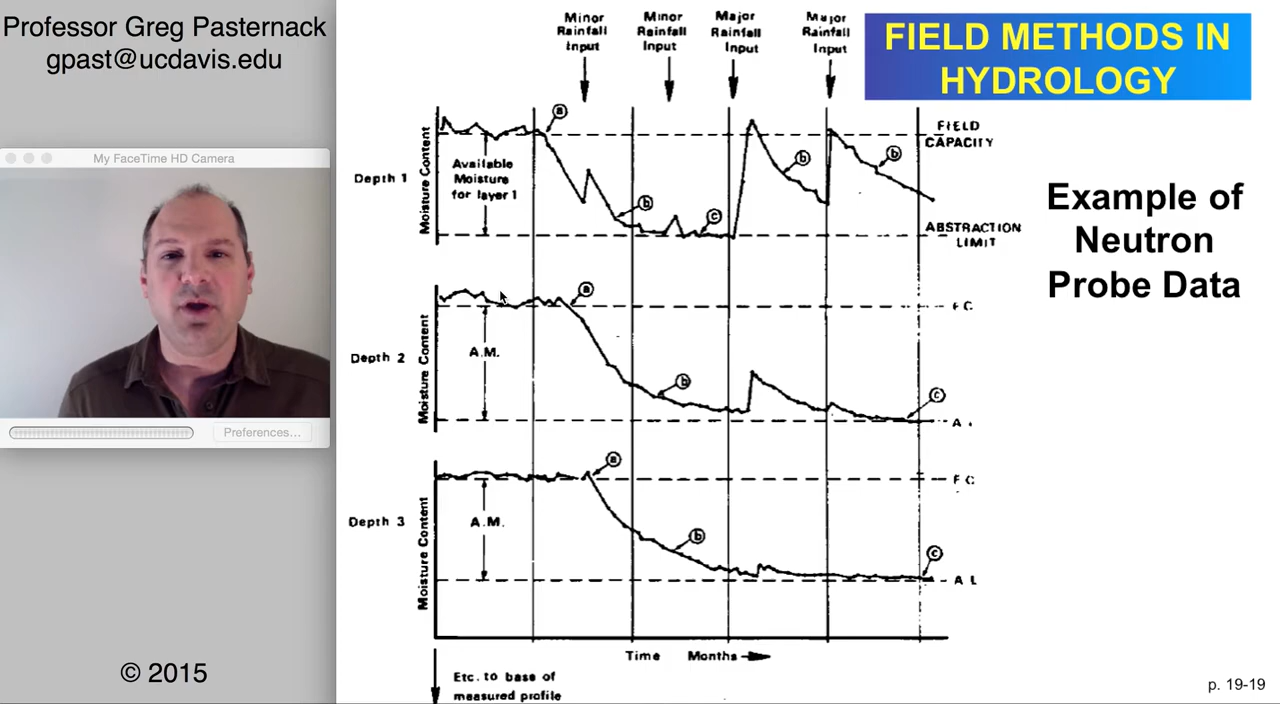 Professor Greg Pasternack
gpast@ucdavis.edu
My FaceTime HD Camera
Preferences...
© 2015
FIELD METHODS IN
HYDROLOGY
Example of
Neutron
Probe Data
Minor
Rainfall
Input
Minor
Rainfall
Input
Major
Rainfall
Input
Major
Rainfall
Input
Depth 1
Moisture Content
Available
Moisture
for layer 1
a
b
c
b
b
FIELD
CAPACITY
ABSTRACTION
LIMIT
Depth 2
Moisture Content
A.M.
a
b
c
F C
A
Depth 3
Moisture Content
A.M.
a
b
c
F C
A L
Time Months
Etc. to base of
measured profile
p. 19-19